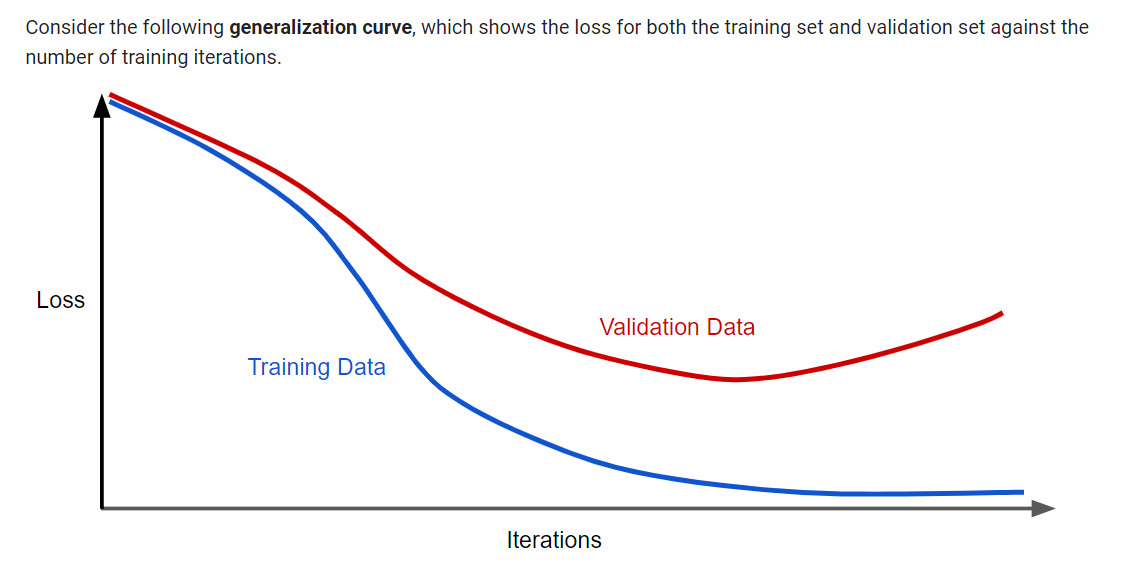 Consider the following generalization curve, which shows the loss for both the training set and validation set against the
number of training iterations.
Loss
Validation Data
Training Data
Iterations